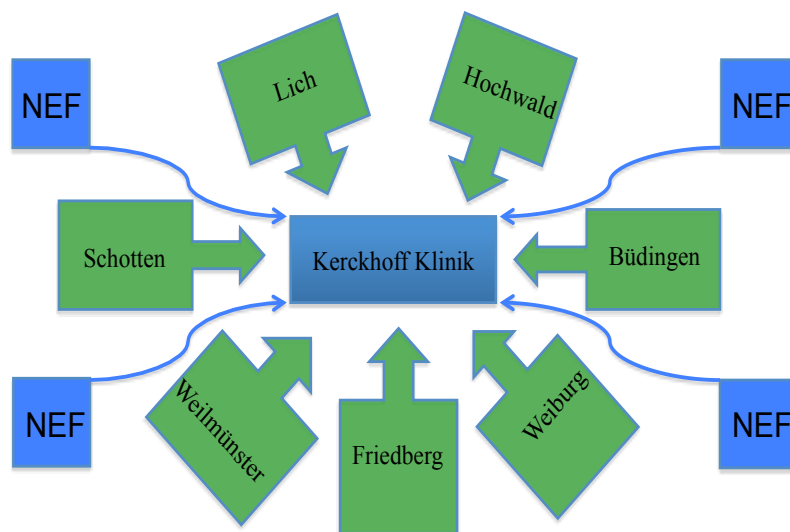 Lich
Hochwald
NEF
NEF
Schotten
Kerckhoff Klinik
Büdingen
NEF
Weilmünster
Friedberg
Weiburg
NEF